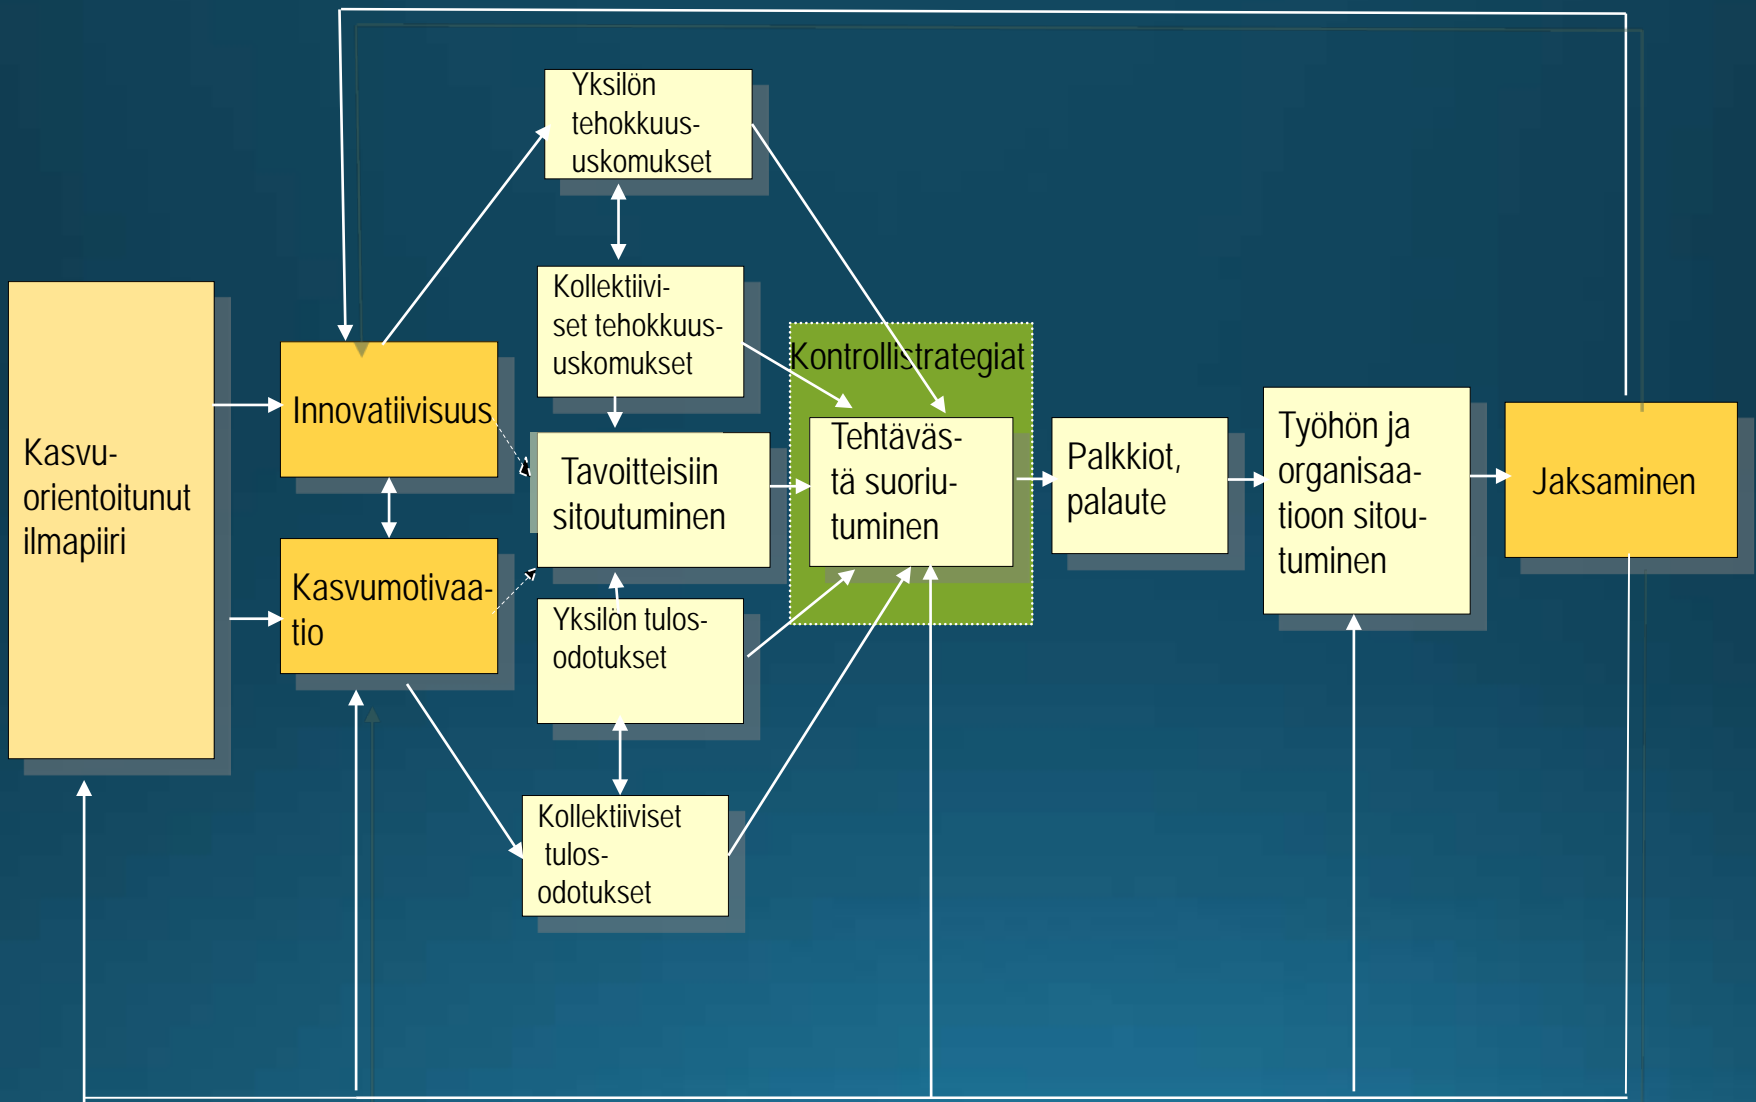 Kasvu-
orientoitunut
ilmapiiri
Innovatiivisuus
Kasvumotivaa-
tio
Yksilön
tehokkuus-
uskomukset
Kollektiivi-
set tehokkuus-
uskomukset
Tavoitteisiin
sitoutuminen
Yksilön tulos-
odotukset
Kollektiiviset
tulos-
odotukset
Kontrollistrategiat
Tehtäväs-
tä suoriu-
tuminen
Palkkiot,
palaute
Työhön ja
organisaa-
tioon sitou-
tuminen
Jaksaminen